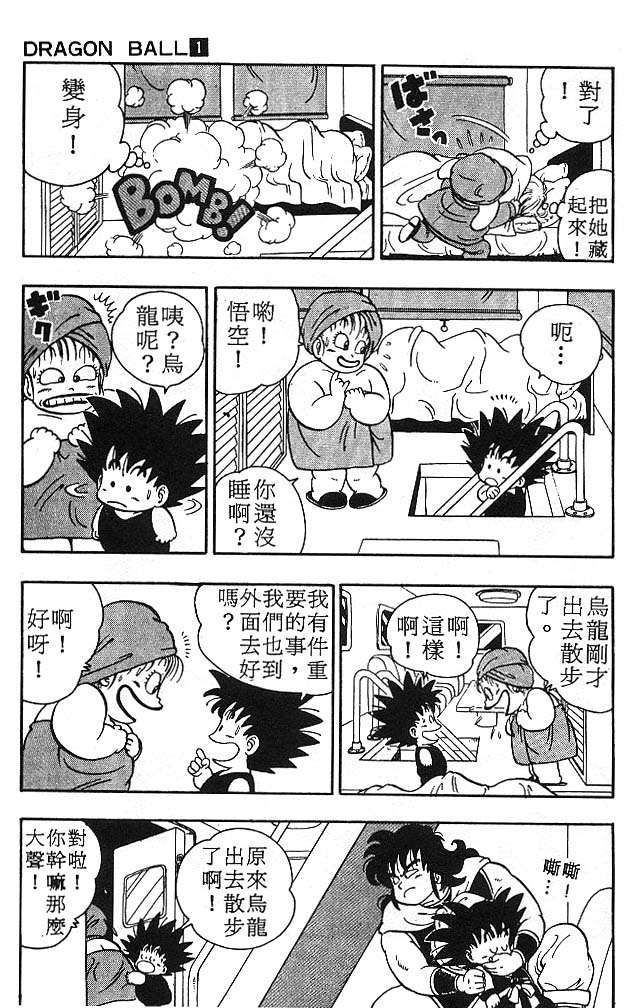 DRAGON BALL 1
對了！
ばさっ
把她藏
起來！
變身！
BOMB!
呃…
喲！
悟空！
你還沒
睡啊？
咦？烏
龍呢？
ギク
烏龍剛才
出去散步
了。
啊！
這樣
啊！
我有件重
要的事，
我們也到
外面去好
嗎？
啊！
好呀！
嘶嘶…！
原來烏龍
出去散步
了啊！
對啦！
你幹嘛那麼
大聲！